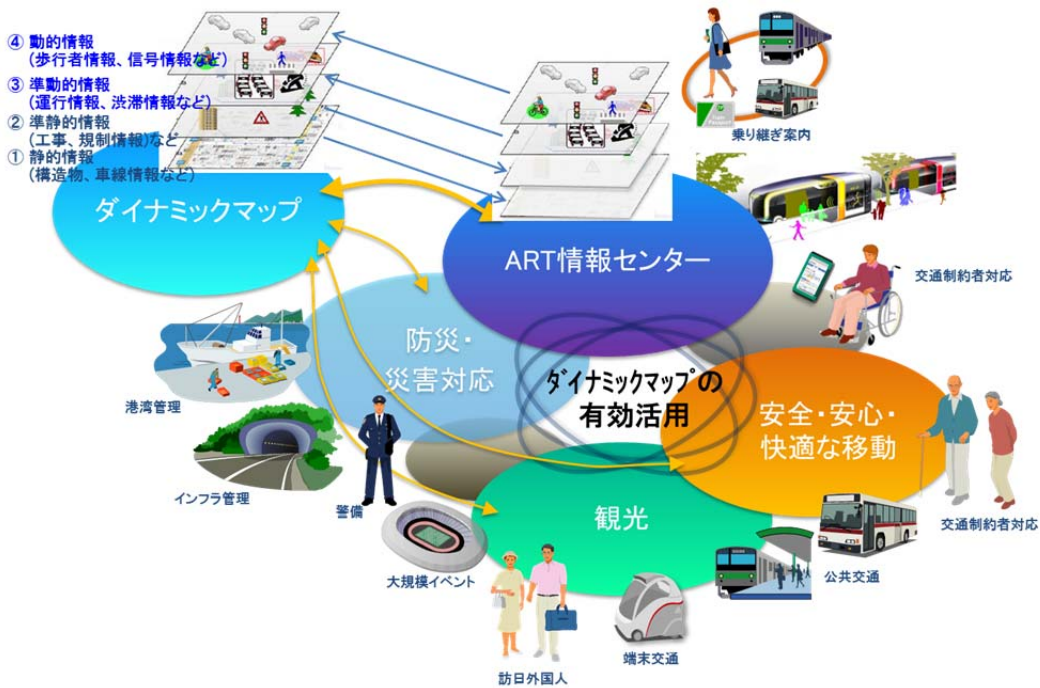 ④ 動的情報
(歩行者情報、信号情報など)
③ 準動的情報
(運行情報、渋滞情報など)
② 準静的情報
(工事、規制情報)など
① 静的情報
(構造物、車線情報など)
乗り継ぎ案内
ダイナミックマップ
ART情報センター
交通制約者対応
防災・
災害対応
ダイナミックマップの
有効活用
安全・安心・
快適な移動
港湾管理
インフラ管理
警備
観光
交通制約者対応
大規模イベント
公共交通
端末交通
訪日外国人